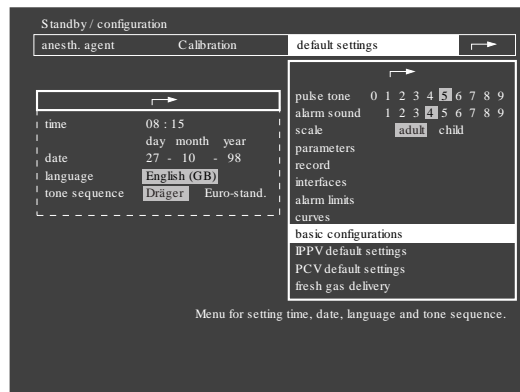 Standby / configuration
anesth. agent Calibration default settings
time 08 : 15
day month year
date 27 - 10 - 98
language English (GB)
tone sequence Dräger Euro-stand.
pulse tone 0 1 2 3 4 5 6 7 8 9
alarm sound 1 2 3 4 5 6 7 8 9
scale adult child
parameters
record
interfaces
alarm limits
curves
basic configurations
IPPV default settings
PCV default settings
fresh gas delivery
Menu for setting time, date, language and tone sequence.